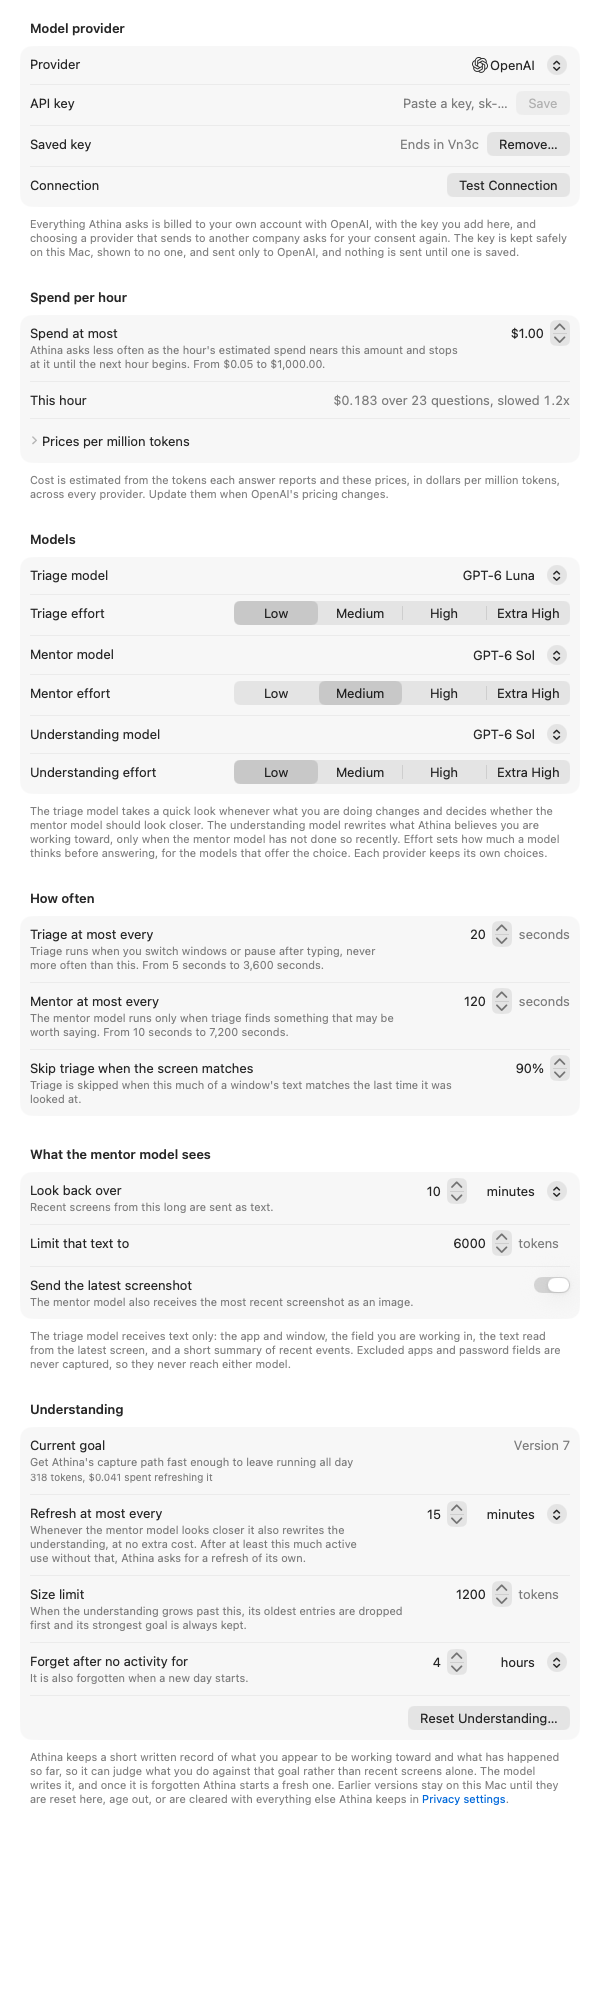 Model provider
Provider
OpenAI
API key
Paste a key, sk-...
Save
Saved key
Ends in Vn3c
Remove...
Connection
Test Connection
Everything Athina asks is billed to your own account with OpenAI, with the key you add here, and
choosing a provider that sends to another company asks for your consent again. The key is kept safely
on this Mac, shown to no one, and sent only to OpenAI, and nothing is sent until one is saved.
Spend per hour
Spend at most
$1.00
Athina asks less often as the hour's estimated spend nears this amount and stops
at it until the next hour begins. From $0.05 to $1,000.00.
This hour
$0.183 over 23 questions, slowed 1.2x
Prices per million tokens
Cost is estimated from the tokens each answer reports and these prices, in dollars per million tokens,
across every provider. Update them when OpenAI's pricing changes.
Models
Triage model
GPT-6 Luna
Triage effort
Low Medium High Extra High
Mentor model
GPT-6 Sol
Mentor effort
Low Medium High Extra High
Understanding model
GPT-6 Sol
Understanding effort
Low Medium High Extra High
The triage model takes a quick look whenever what you are doing changes and decides whether the
mentor model should look closer. The understanding model rewrites what Athina believes you are
working toward, only when the mentor model has not done so recently. Effort sets how much a model
thinks before answering, for the models that offer the choice. Each provider keeps its own choices.
How often
Triage at most every
20 seconds
Triage runs when you switch windows or pause after typing, never
more often than this. From 5 seconds to 3,600 seconds.
Mentor at most every
120 seconds
The mentor model runs only when triage finds something that may be
worth saying. From 10 seconds to 7,200 seconds.
Skip triage when the screen matches
90%
Triage is skipped when this much of a window's text matches the last time it was
looked at.
What the mentor model sees
Look back over
10 minutes
Recent screens from this long are sent as text.
Limit that text to
6000 tokens
Send the latest screenshot
The mentor model also receives the most recent screenshot as an image.
The triage model receives text only: the app and window, the field you are working in, the text read
from the latest screen, and a short summary of recent events. Excluded apps and password fields are
never captured, so they never reach either model.
Understanding
Current goal
Version 7
Get Athina's capture path fast enough to leave running all day
318 tokens, $0.041 spent refreshing it
Refresh at most every
15 minutes
Whenever the mentor model looks closer it also rewrites the
understanding, at no extra cost. After at least this much active
use without that, Athina asks for a refresh of its own.
Size limit
1200 tokens
When the understanding grows past this, its oldest entries are dropped
first and its strongest goal is always kept.
Forget after no activity for
4 hours
It is also forgotten when a new day starts.
Reset Understanding...
Athina keeps a short written record of what you appear to be working toward and what has happened
so far, so it can judge what you do against that goal rather than recent screens alone. The model
writes it, and once it is forgotten Athina starts a fresh one. Earlier versions stay on this Mac until they
are reset here, age out, or are cleared with everything else Athina keeps in Privacy settings.